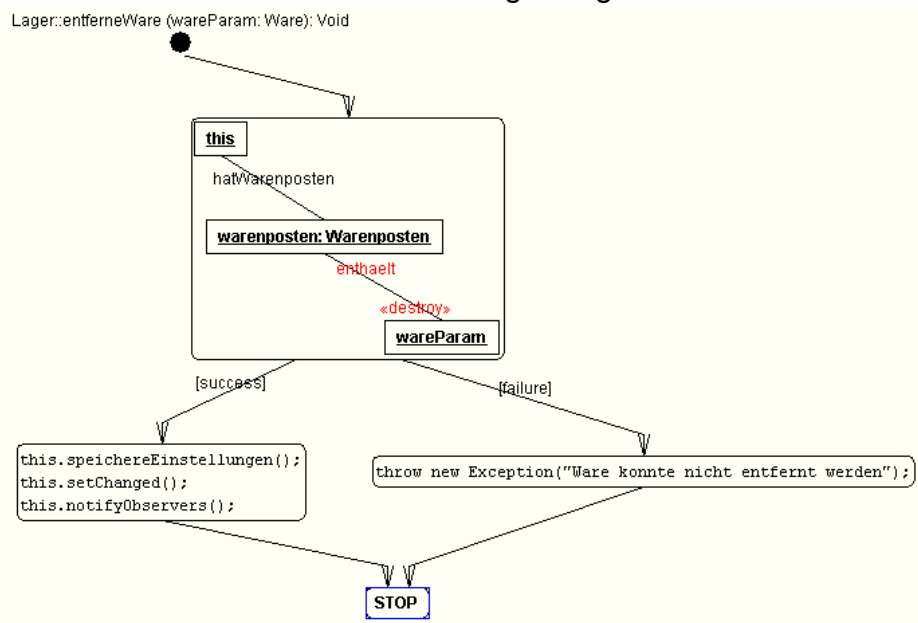 Lager::entferneWare (wareParam: Ware): Void
this
hatWarenposten
warenposten: Warenposten
enthaelt
«destroy»
wareParam
[success]
[failure]
this.speichereEinstellungen();
this.setChanged();
this.notifyObservers();
throw new Exception("Ware konnte nicht entfernt werden");
STOP